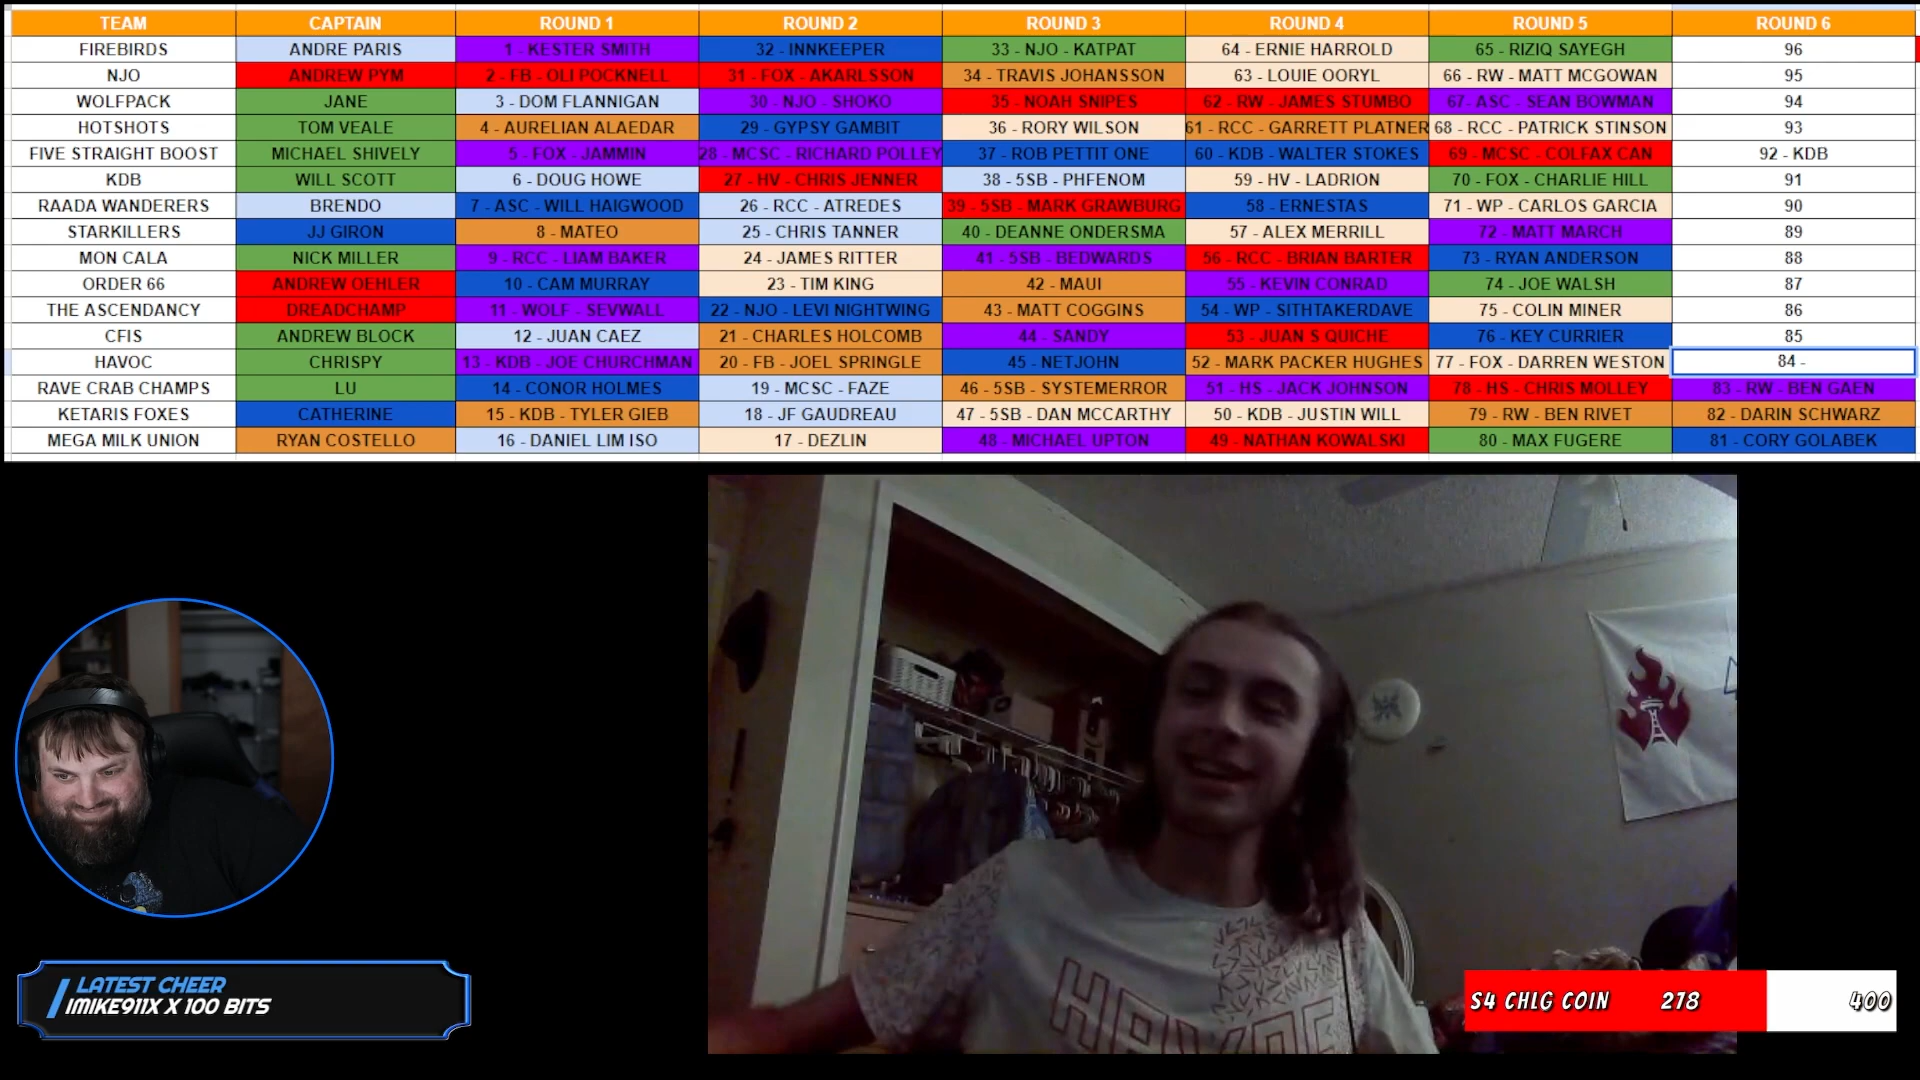 TEAM CAPTAIN ROUND 1 ROUND 2 ROUND 3 ROUND 4 ROUND 5 ROUND 6
FIREBIRDS ANDRE PARIS 1 - KESTER SMITH 32 - INNKEEPER 33 - NJO - KATPAT 64 - ERNIE HARROLD 65 - RIZIQ SAYEGH 96
NJO ANDREW PYM 2 - FB - OLI POCKNELL 31 - FOX - AKARLSSON 34 - TRAVIS JOHANSSON 63 - LOUIE OORYL 66 - RW - MATT MCGOWAN 95
WOLFPACK JANE 3 - DOM FLANNIGAN 30 - NJO - SHOKO 35 - NOAH SNIPES 62 - RW - JAMES STUMBO 67- ASC - SEAN BOWMAN 94
HOTSHOTS TOM VEALE 4 - AURELIAN ALAEDAR 29 - GYPSY GAMBIT 36 - RORY WILSON 61 - RCC - GARRETT PLATNER 68 - RCC - PATRICK STINSON 93
FIVE STRAIGHT BOOST MICHAEL SHIVELY 5 - FOX - JAMMIN 28 - MCSC - RICHARD POLLEY 37 - ROB PETTIT ONE 60 - KDB - WALTER STOKES 69 - MCSC - COLFAX CAN 92 - KDB
KDB WILL SCOTT 6 - DOUG HOWE 27 - HV - CHRIS JENNER 38 - 5SB - PHFENOM 59 - HV - LADRION 70 - FOX - CHARLIE HILL 91
RAADA WANDERERS BRENDO 7 - ASC - WILL HAIGWOOD 26 - RCC - ATREDES 39 - 5SB - MARK GRAWBURG 58 - ERNESTAS 71 - WP - CARLOS GARCIA 90
STARKILLERS JJ GIRON 8 - MATEO 25 - CHRIS TANNER 40 - DEANNE ONDERSMA 57 - ALEX MERRILL 72 - MATT MARCH 89
MON CALA NICK MILLER 9 - RCC - LIAM BAKER 24 - JAMES RITTER 41 - 5SB - BEDWARDS 56 - RCC - BRIAN BARTER 73 - RYAN ANDERSON 88
ORDER 66 ANDREW OEHLER 10 - CAM MURRAY 23 - TIM KING 42 - MAUI 55 - KEVIN CONRAD 74 - JOE WALSH 87
THE ASCENDANCY DREADCHAMP 11 - WOLF - SEVWALL 22 - NJO - LEVI NIGHTWING 43 - MATT COGGINS 54 - WP - SITHTAKERDAVE 75 - COLIN MINER 86
CFIS ANDREW BLOCK 12 - JUAN CAEZ 21 - CHARLES HOLCOMB 44 - SANDY 53 - JUAN S QUICHE 76 - KEY CURRIER 85
HAVOC CHRISPY 13 - KDB - JOE CHURCHMAN 20 - FB - JOEL SPRINGLE 45 - NETJOHN 52 - MARK PACKER HUGHES 77 - FOX - DARREN WESTON 84 -
RAVE CRAB CHAMPS LU 14 - CONOR HOLMES 19 - MCSC - FAZE 46 - 5SB - SYSTEMERROR 51 - HS - JACK JOHNSON 78 - HS - CHRIS MOLLEY 83 - RW - BEN GAEN
KETARIS FOXES CATHERINE 15 - KDB - TYLER GIEB 18 - JF GAUDREAU 47 - 5SB - DAN MCCARTHY 50 - KDB - JUSTIN WILL 79 - RW - BEN RIVET 82 - DARIN SCHWARZ
MEGA MILK UNION RYAN COSTELLO 16 - DANIEL LIM ISO 17 - DEZLIN 48 - MICHAEL UPTON 49 - NATHAN KOWALSKI 80 - MAX FUGERE 81 - CORY GOLABEK
HAVOC
LATEST CHEER
IMIKE911X X 100 BITS
S4 CHLG COIN 278 400